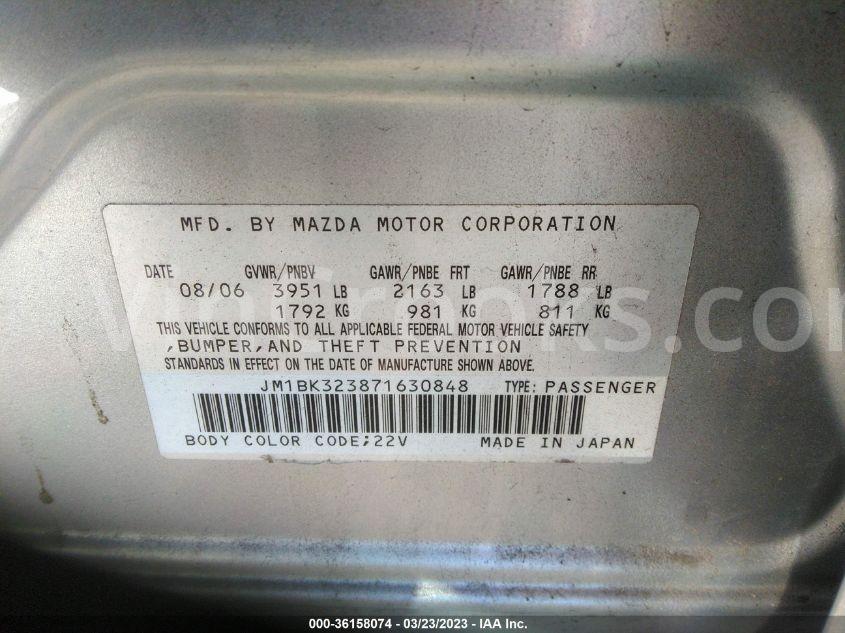 MFD. BY MAZDA MOTOR CORPORATION
DATE GVWR/PNBV GAWR/PNBE FRT GAWR/PNBE RR
08/06 3951 LB 2163 LB 1788 LB
1792 KG 981 KG 811 KG
THIS VEHICLE CONFORMS TO ALL APPLICABLE FEDERAL MOTOR VEHICLE SAFETY
,BUMPER,AND THEFT PREVENTION
STANDARDS IN EFFECT ON THE DATE OF MANUFACTURE SHOWN ABOVE.
JM1BK323871630848 TYPE: PASSENGER
BODY COLOR CODE;22V MADE IN JAPAN
000-36158074 — 03/23/2023 — IAA Inc.